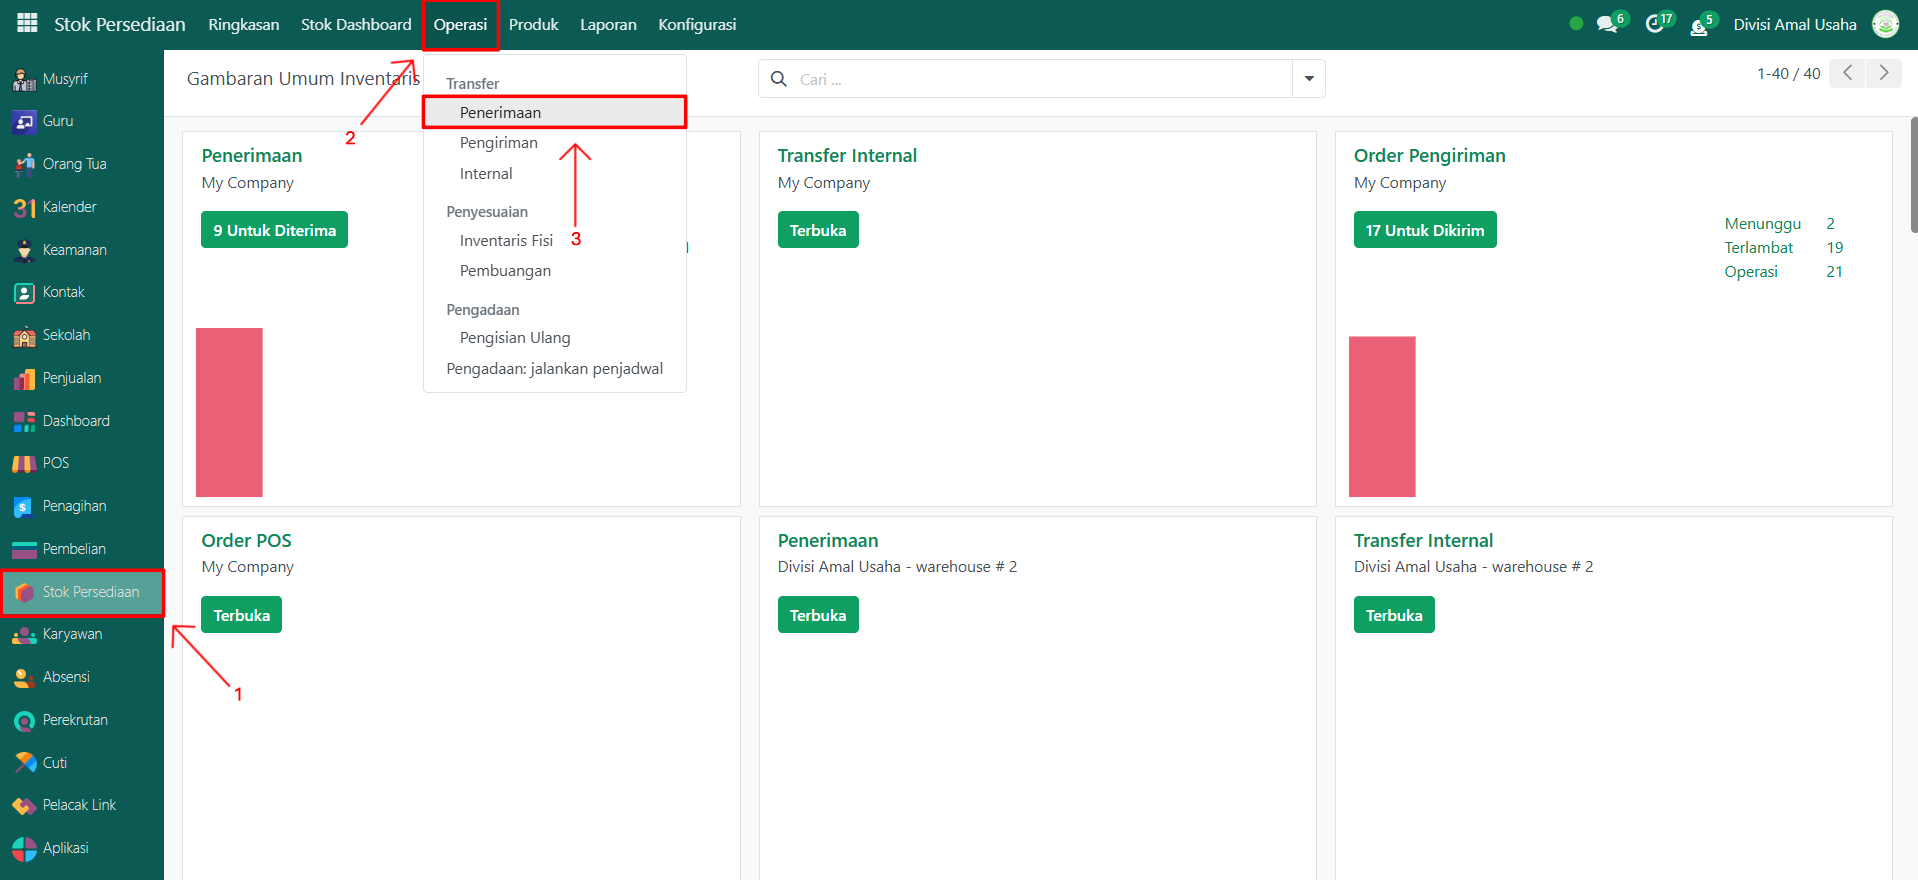 Stok Persediaan Ringkasan Stok Dashboard Operasi Produk Laporan Konfigurasi 6 17 5 Divisi Amal Usaha
Musyrif
Guru
Orang Tua
Kalender
Keamanan
Kontak
Sekolah
Penjualan
Dashboard
POS
Penagihan
Pembelian
Stok Persediaan
Karyawan
Absensi
Perekrutan
Cuti
Pelacak Link
Aplikasi
Gambaran Umum Inventaris
Cari ...
1-40 / 40
Transfer
Penerimaan
Pengiriman
Internal
Penyesuaian
Inventaris Fisi
Pembuangan
Pengadaan
Pengisian Ulang
Pengadaan: jalankan penjadwal
1
2
3
Penerimaan
My Company
9 Untuk Diterima
Transfer Internal
My Company
Terbuka
Order Pengiriman
My Company
17 Untuk Dikirim
Menunggu 2
Terlambat 19
Operasi 21
Order POS
My Company
Terbuka
Penerimaan
Divisi Amal Usaha - warehouse # 2
Terbuka
Transfer Internal
Divisi Amal Usaha - warehouse # 2
Terbuka